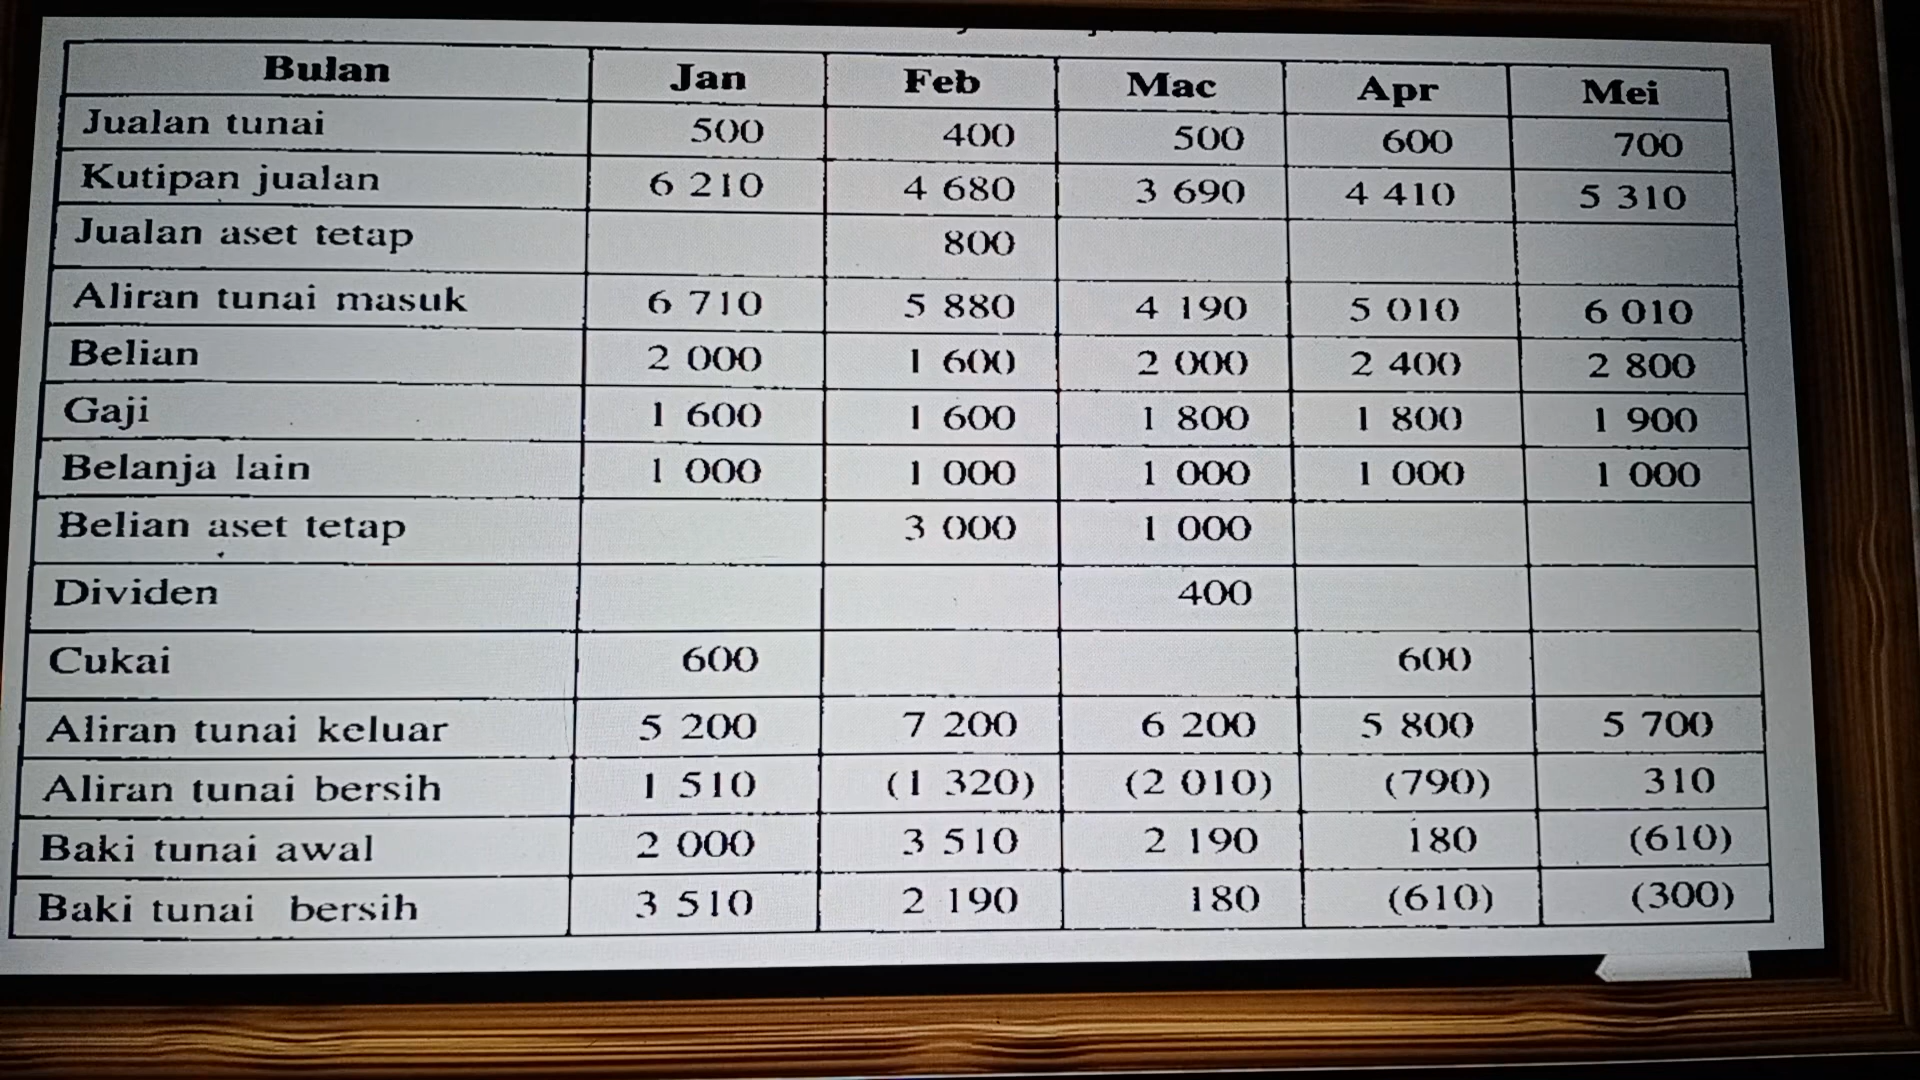 Bulan Jan Feb Mac Apr Mei
Jualan tunai 500 400 500 600 700
Kutipan jualan 6 210 4 680 3 690 4 410 5 310
Jualan aset tetap 800
Aliran tunai masuk 6 710 5 880 4 190 5 010 6 010
Belian 2 000 1 600 2 000 2 400 2 800
Gaji 1 600 1 600 1 800 1 800 1 900
Belanja lain 1 000 1 000 1 000 1 000 1 000
Belian aset tetap 3 000 1 000
Dividen 400
Cukai 600 600
Aliran tunai keluar 5 200 7 200 6 200 5 800 5 700
Aliran tunai bersih 1 510 (1 320) (2 010) (790) 310
Baki tunai awal 2 000 3 510 2 190 180 (610)
Baki tunai bersih 3 510 2 190 180 (610) (300)